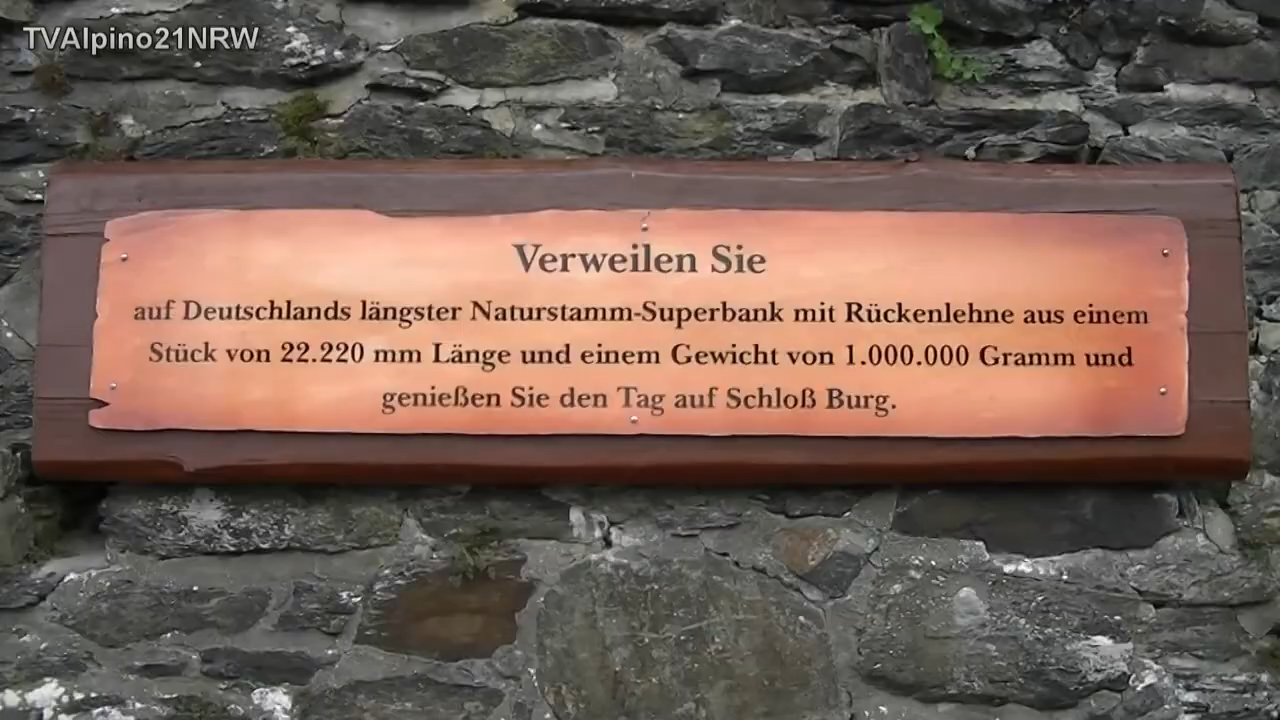 TVAlpino21NRW
Verweilen Sie
auf Deutschlands längster Naturstamm-Superbank mit Rückenlehne aus einem
Stück von 22.220 mm Länge und einem Gewicht von 1.000.000 Gramm und
genießen Sie den Tag auf Schloß Burg.